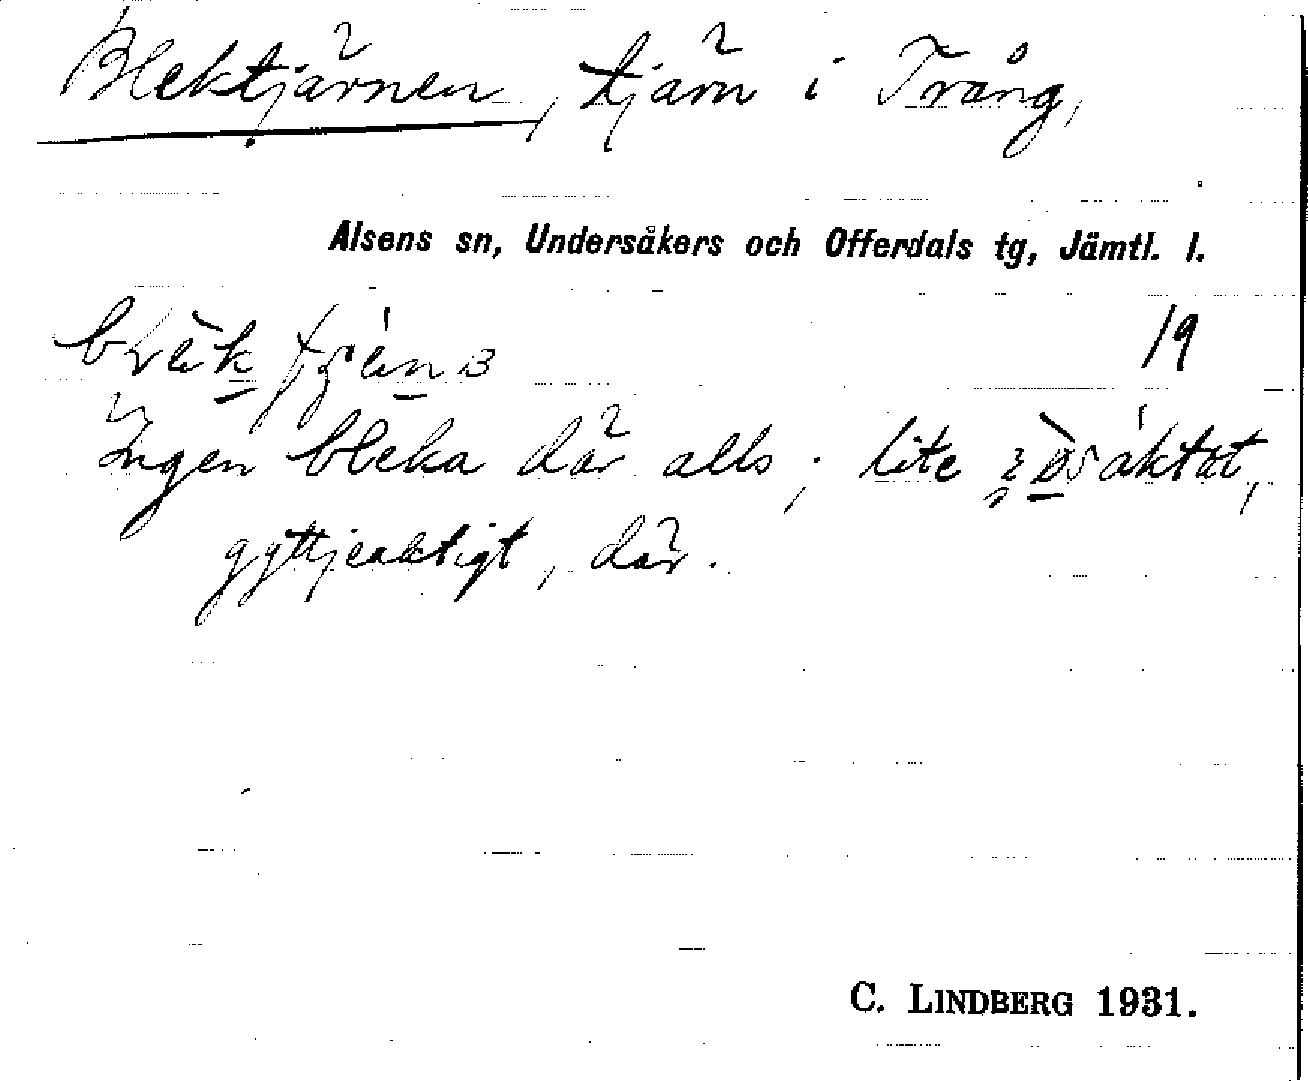 Blektjärnen, tjärn i Trång,
Alsens sn, Undersåkers och Offerdals tg, Jämtl. l.
19
Ingen bleka där alls; lite
gyttjeaktigt, där.
C. LINDBERG 1931.